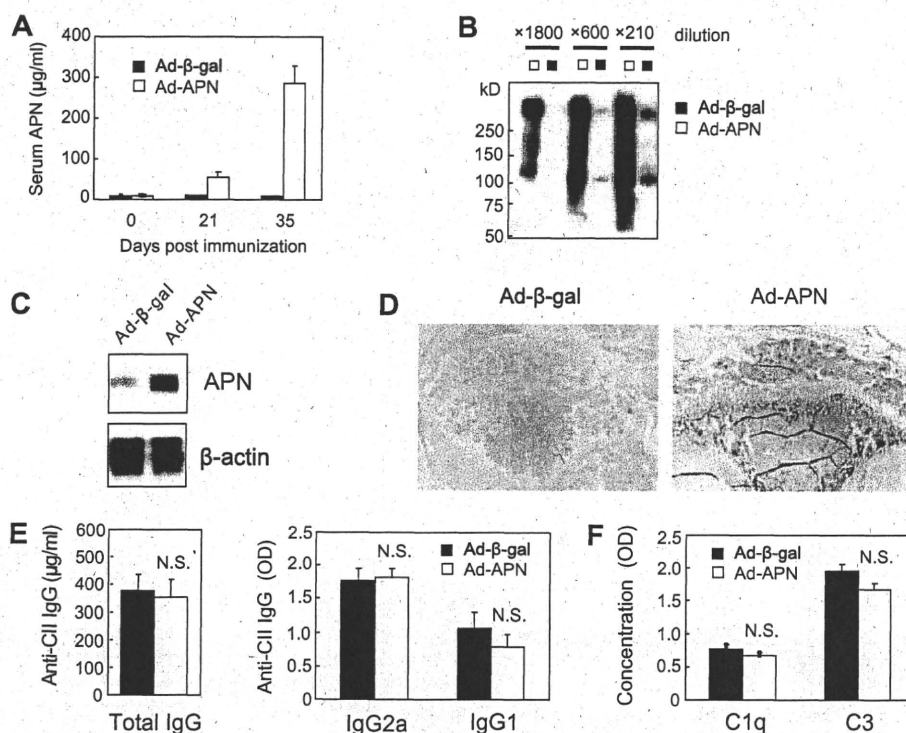 A
Serum APN (µg/ml)
400
300
200
100
0
Ad-β-gal
Ad-APN
0 21 35
Days post immunization
B
×1800 ×600 ×210 dilution
kD
250
150
100
75
50
Ad-β-gal
Ad-APN
C
Ad-β-gal
Ad-APN
APN
β-actin
D
Ad-β-gal Ad-APN
E
Anti-CII IgG (µg/ml)
600
500
400
300
200
100
0
N.S.
Total IgG
Anti-CII IgG (OD)
2.5
2.0
1.5
1.0
0.5
0
N.S.
Ad-β-gal
Ad-APN
N.S.
IgG2a IgG1
F
Concentration (OD)
2.5
2.0
1.5
1.0
0.5
0
Ad-β-gal
Ad-APN
N.S.
N.S.
C1q C3